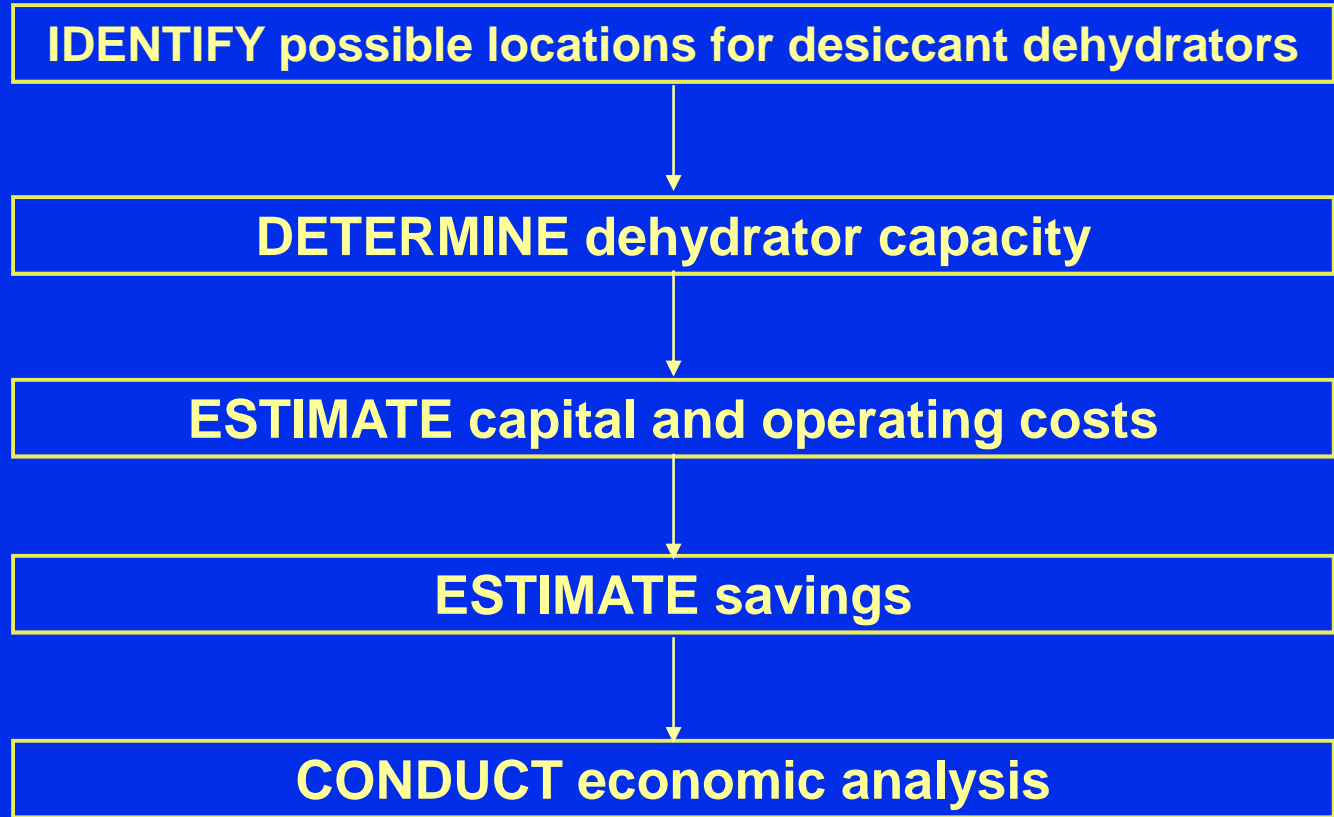 IDENTIFY possible locations for desiccant dehydrators
DETERMINE dehydrator capacity
ESTIMATE capital and operating costs
ESTIMATE savings
CONDUCT economic analysis